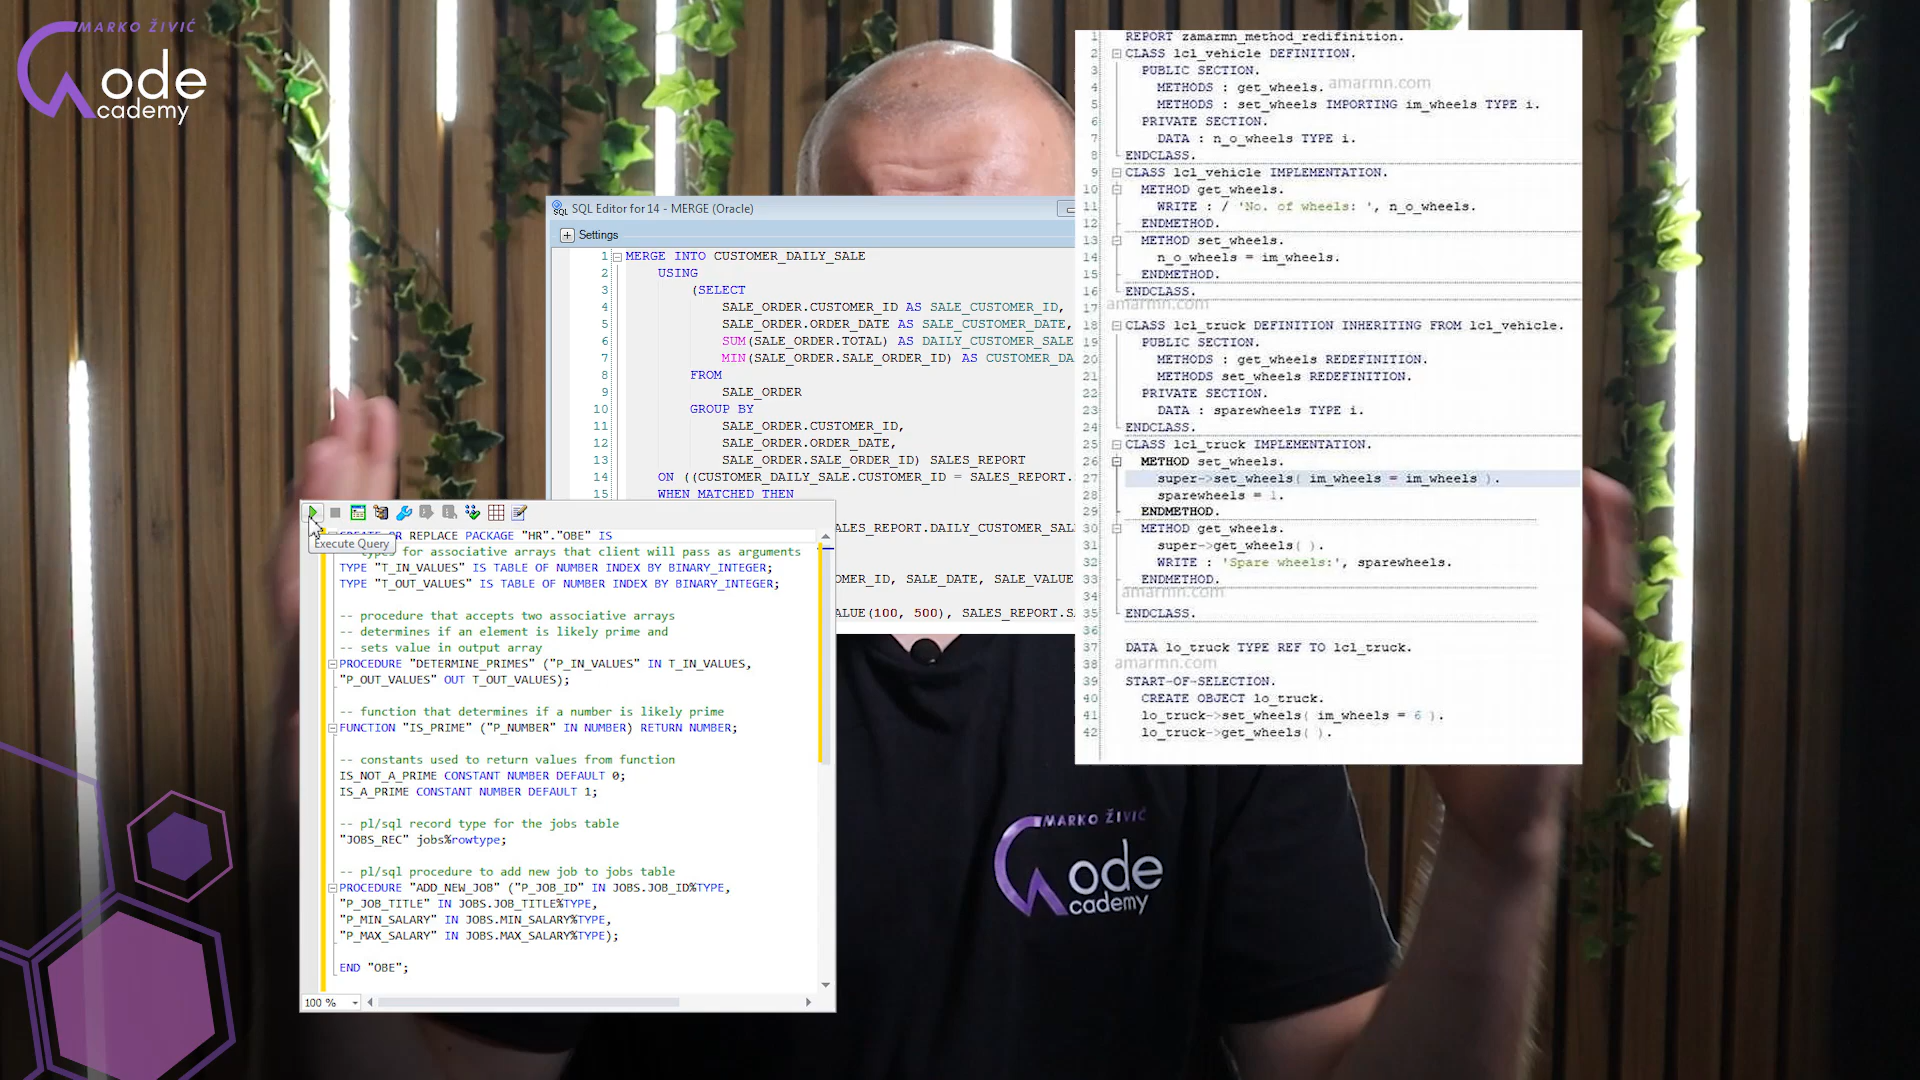 MARKO ŽIVIĆ
Code
Academy
SQL Editor for 14 - MERGE (Oracle)
Settings
1 MERGE INTO CUSTOMER_DAILY_SALE
2 USING
3 (SELECT
4 SALE_ORDER.CUSTOMER_ID AS SALE_CUSTOMER_ID,
5 SALE_ORDER.ORDER_DATE AS SALE_CUSTOMER_DATE,
6 SUM(SALE_ORDER.TOTAL) AS DAILY_CUSTOMER_SALE
7 MIN(SALE_ORDER.SALE_ORDER_ID) AS CUSTOMER_DA
8 FROM
9 SALE_ORDER
10 GROUP BY
11 SALE_ORDER.CUSTOMER_ID,
12 SALE_ORDER.ORDER_DATE,
13 SALE_ORDER.SALE_ORDER_ID) SALES_REPORT
14 ON ((CUSTOMER_DAILY_SALE.CUSTOMER_ID = SALES_REPORT.
15 WHEN MATCHED THEN
SALES_REPORT.DAILY_CUSTOM
OMER_ID, SALE_DATE, SALE_VALUE
ALUE(100, 500), SALES_REPORT.SA
Execute Query
CREATE OR REPLACE PACKAGE "HR"."OBE" IS
types for associative arrays that client will pass as arguments
TYPE "T_IN_VALUES" IS TABLE OF NUMBER INDEX BY BINARY_INTEGER;
TYPE "T_OUT_VALUES" IS TABLE OF NUMBER INDEX BY BINARY_INTEGER;
-- procedure that accepts two associative arrays
-- determines if an element is likely prime and
-- sets value in output array
PROCEDURE "DETERMINE_PRIMES" ("P_IN_VALUES" IN T_IN_VALUES,
"P_OUT_VALUES" OUT T_OUT_VALUES);
-- function that determines if a number is likely prime
FUNCTION "IS_PRIME" ("P_NUMBER" IN NUMBER) RETURN NUMBER;
-- constants used to return values from function
IS_NOT_A_PRIME CONSTANT NUMBER DEFAULT 0;
IS_A_PRIME CONSTANT NUMBER DEFAULT 1;
-- pl/sql record type for the jobs table
"JOBS_REC" jobs%rowtype;
-- pl/sql procedure to add new job to jobs table
PROCEDURE "ADD_NEW_JOB" ("P_JOB_ID" IN JOBS.JOB_ID%TYPE,
"P_JOB_TITLE" IN JOBS.JOB_TITLE%TYPE,
"P_MIN_SALARY" IN JOBS.MIN_SALARY%TYPE,
"P_MAX_SALARY" IN JOBS.MAX_SALARY%TYPE);
END "OBE";
100 %
1 REPORT zamarmn_method_redifinition.
2 CLASS lcl_vehicle DEFINITION.
3 PUBLIC SECTION.
amarmn.com
4 METHODS : get_wheels.
5 METHODS : set_wheels IMPORTING im_wheels TYPE i.
6 PRIVATE SECTION.
7 DATA : n_o_wheels TYPE i.
8 ENDCLASS.
9 CLASS lcl_vehicle IMPLEMENTATION.
10 METHOD get_wheels.
11 WRITE : / 'No. of wheels: ', n_o_wheels.
12 ENDMETHOD.
13 METHOD set_wheels.
14 n_o_wheels = im_wheels.
15 ENDMETHOD.
16 ENDCLASS.
amarmn.com
17
18 CLASS lcl_truck DEFINITION INHERITING FROM lcl_vehicle.
19 PUBLIC SECTION.
20 METHODS : get_wheels REDEFINITION.
21 METHODS set_wheels REDEFINITION.
22 PRIVATE SECTION.
23 DATA : sparewheels TYPE i.
24 ENDCLASS.
25 CLASS lcl_truck IMPLEMENTATION.
26 METHOD set_wheels.
27 super->set_wheels( im_wheels = im_wheels ).
28 sparewheels = 1.
29 ENDMETHOD.
30 METHOD get_wheels.
31 super->get_wheels( ).
32 WRITE : 'Spare wheels:', sparewheels.
33 ENDMETHOD.
34 amarmn.com
35 ENDCLASS.
36
37 DATA lo_truck TYPE REF TO lcl_truck.
38 amarmn.com
39 START-OF-SELECTION.
40 CREATE OBJECT lo_truck.
41 lo_truck->set_wheels( im_wheels = 6 ).
42 lo_truck->get_wheels( ).
MARKO ŽIVIĆ
Code
Academy